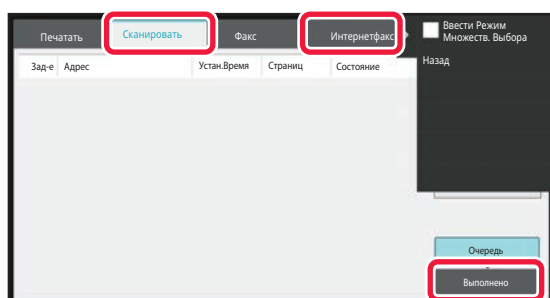 Печатать Сканировать Факс Интернетфакс
Ввести Режим
Множеств. Выбора
Назад
Зад-е Адрес Устан.Время Страниц Состояние
Очередь
Выполнено